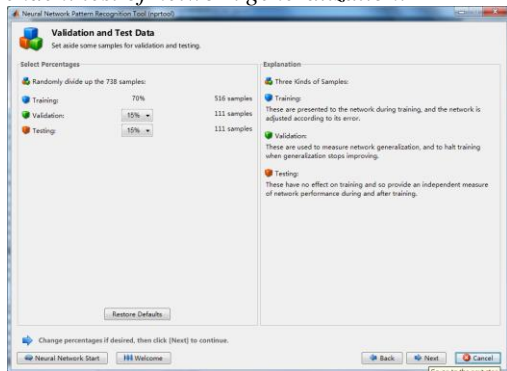 Neural Network Pattern Recognition Tool (nprtool)
Validation and Test Data
Set aside some samples for validation and testing.
Select Percentages
Randomly divide up the 738 samples:
Training: 70% 516 samples
Validation: 15% 111 samples
Testing: 15% 111 samples
Restore Defaults
Explanation
Three Kinds of Samples:
Training:
These are presented to the network during training, and the network is
adjusted according to its error.
Validation:
These are used to measure network generalization, and to halt training
when generalization stops improving.
Testing:
These have no effect on training and so provide an independent measure
of network performance during and after training.
Change percentages if desired, then click [Next] to continue.
Neural Network Start Welcome Back Next Cancel